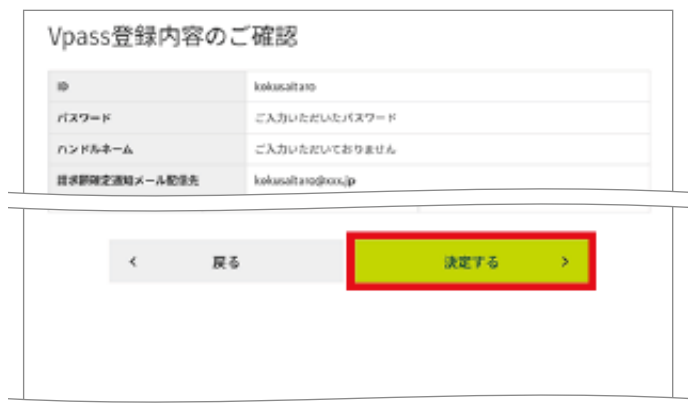 Vpass登録内容のご確認
ID kokusaitaro
パスワード ご入力いただいたパスワード
ハンドルネーム ご入力いただいておりません
請求額確定通知メール配信先 kokusaitaro@xxx.jp
< 戻る 決定する >